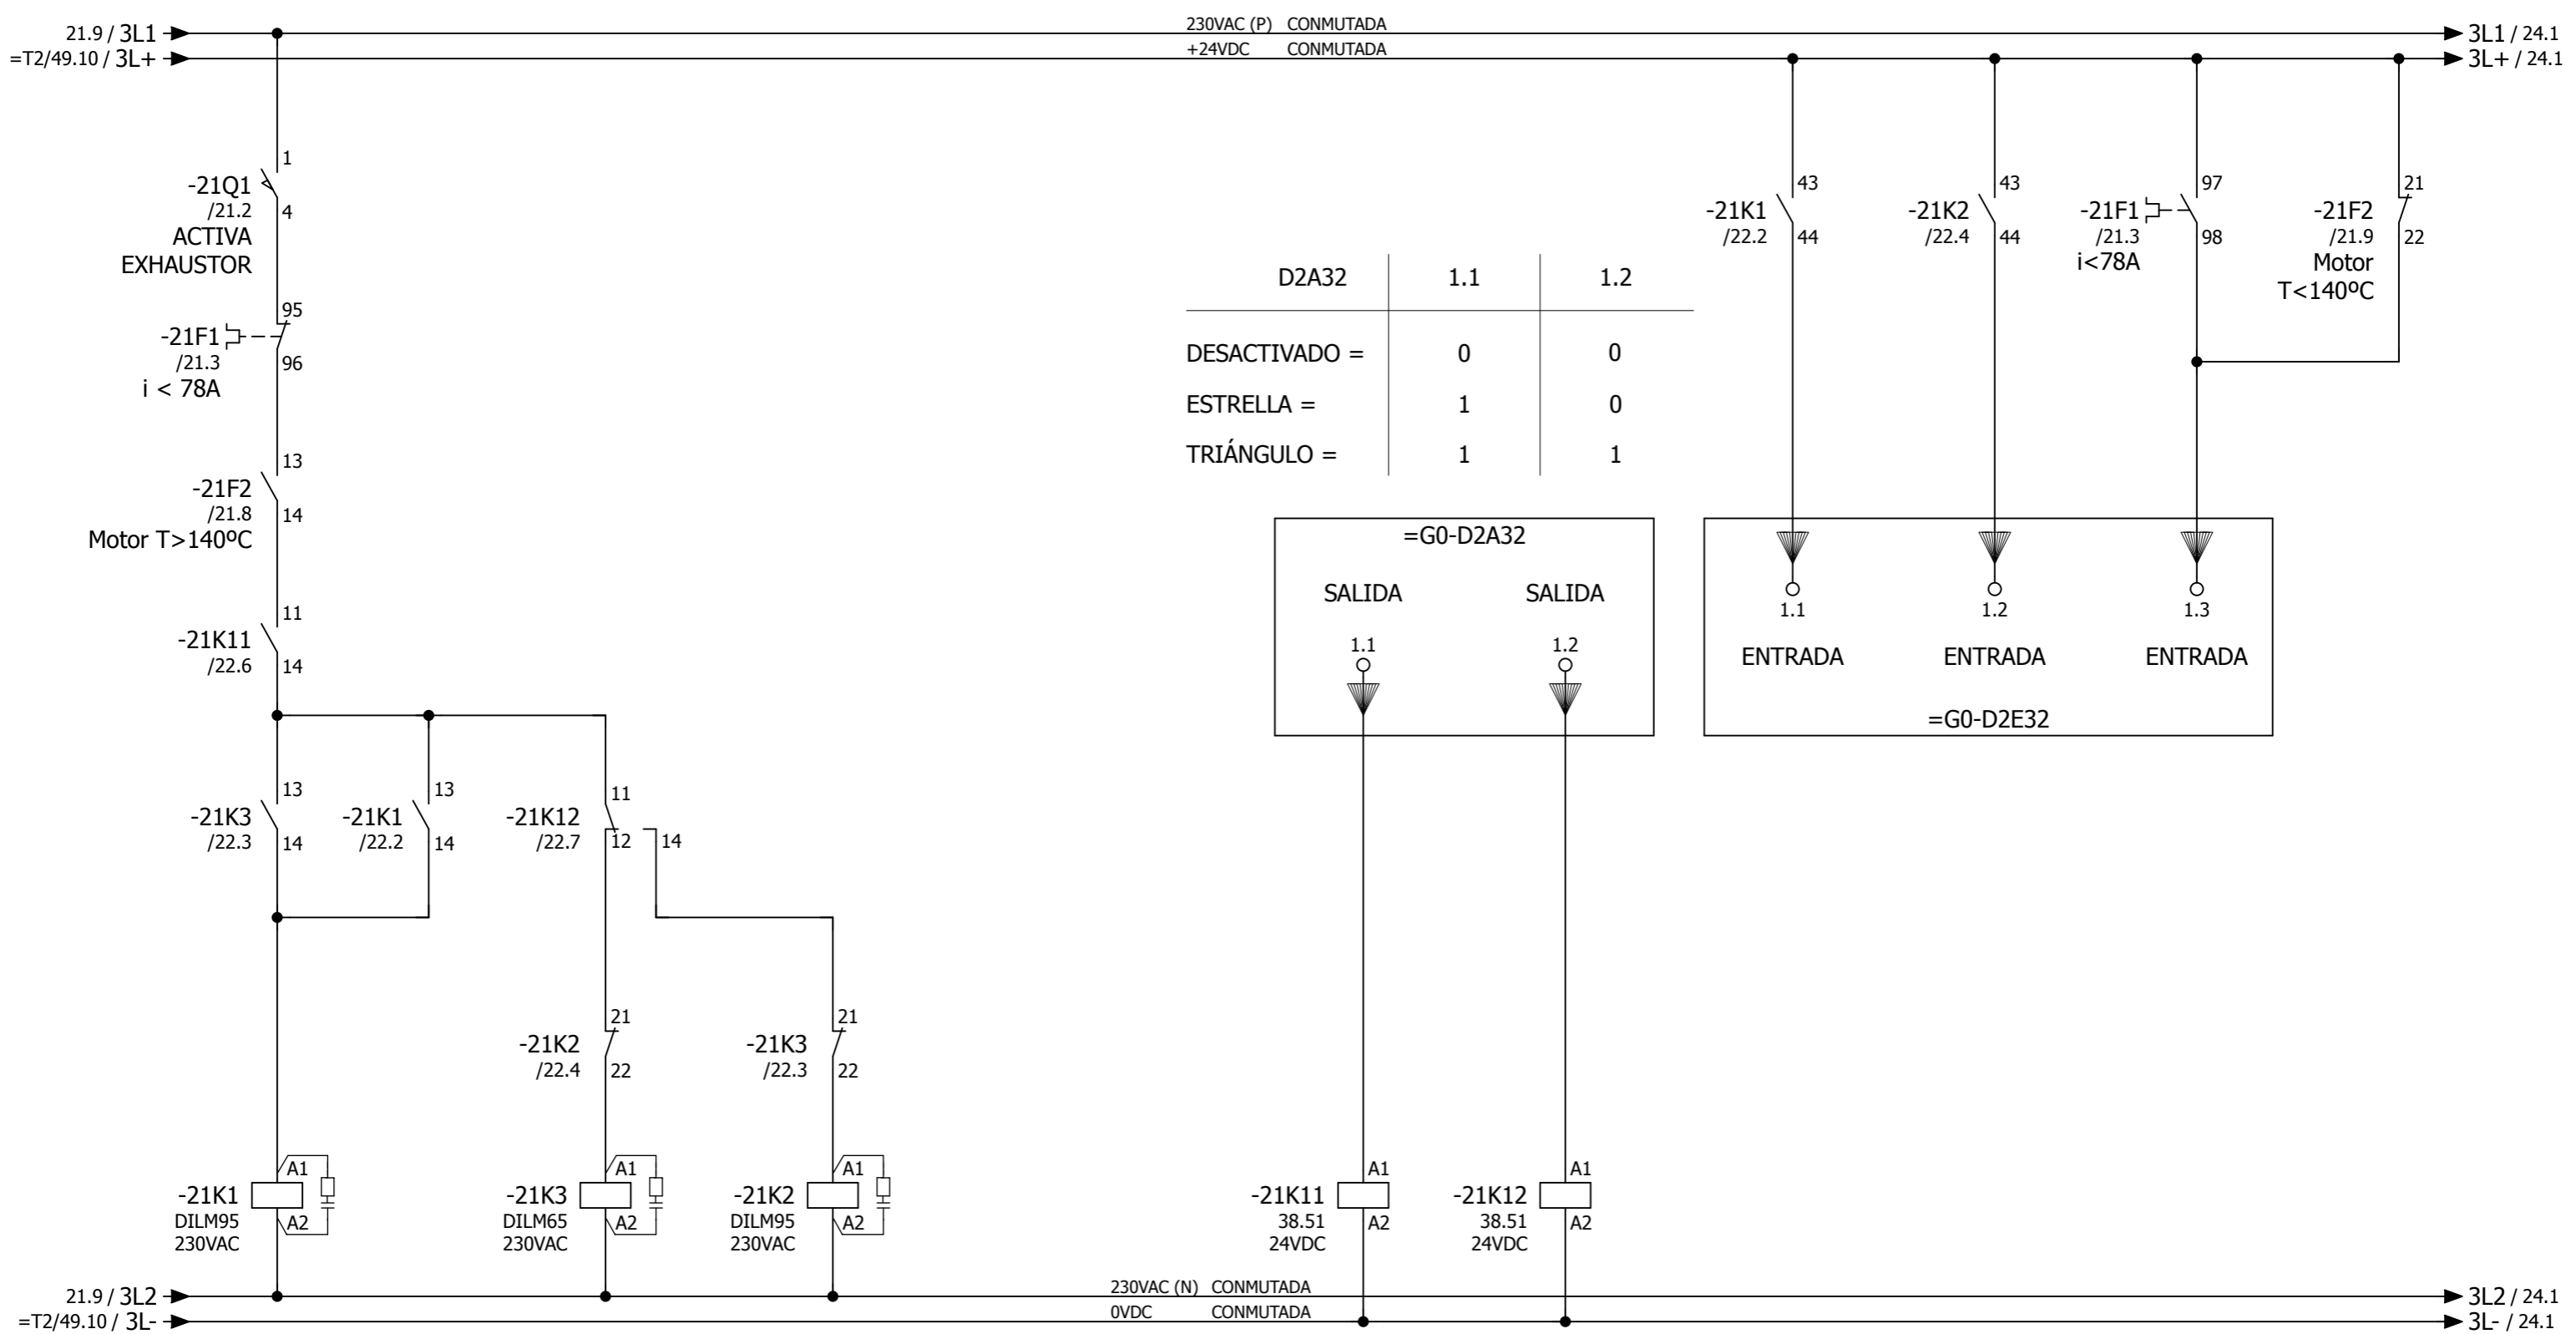 21.9 / 3L1
230VAC (P) CONMUTADA
3L1 / 24.1
=T2/49.10 / 3L+
+24VDC CONMUTADA
3L+ / 24.1
1
-21Q1
/21.2
4
ACTIVA
EXHAUSTOR
95
-21F1
/21.3
96
i < 78A
13
-21F2
/21.8
14
Motor T>140ºC
11
-21K11
/22.6
14
13
-21K3
/22.3
14
13
-21K1
/22.2
14
11
-21K12
/22.7
12
14
21
-21K2
/22.4
22
21
-21K3
/22.3
22
A1
-21K1
DILM95
A2
230VAC
A1
-21K3
DILM65
A2
230VAC
A1
-21K2
DILM95
A2
230VAC
D2A32 1.1 1.2
DESACTIVADO = 0 0
ESTRELLA = 1 0
TRIÁNGULO = 1 1
=G0-D2A32
SALIDA SALIDA
1.1 1.2
A1
-21K11
38.51
A2
24VDC
A1
-21K12
38.51
A2
24VDC
43
-21K1
/22.2
44
43
-21K2
/22.4
44
97
-21F1
/21.3
98
i<78A
21
-21F2
/21.9
22
Motor
T<140ºC
1.1 1.2 1.3
ENTRADA ENTRADA ENTRADA
=G0-D2E32
21.9 / 3L2
230VAC (N) CONMUTADA
3L2 / 24.1
=T2/49.10 / 3L-
0VDC CONMUTADA
3L- / 24.1